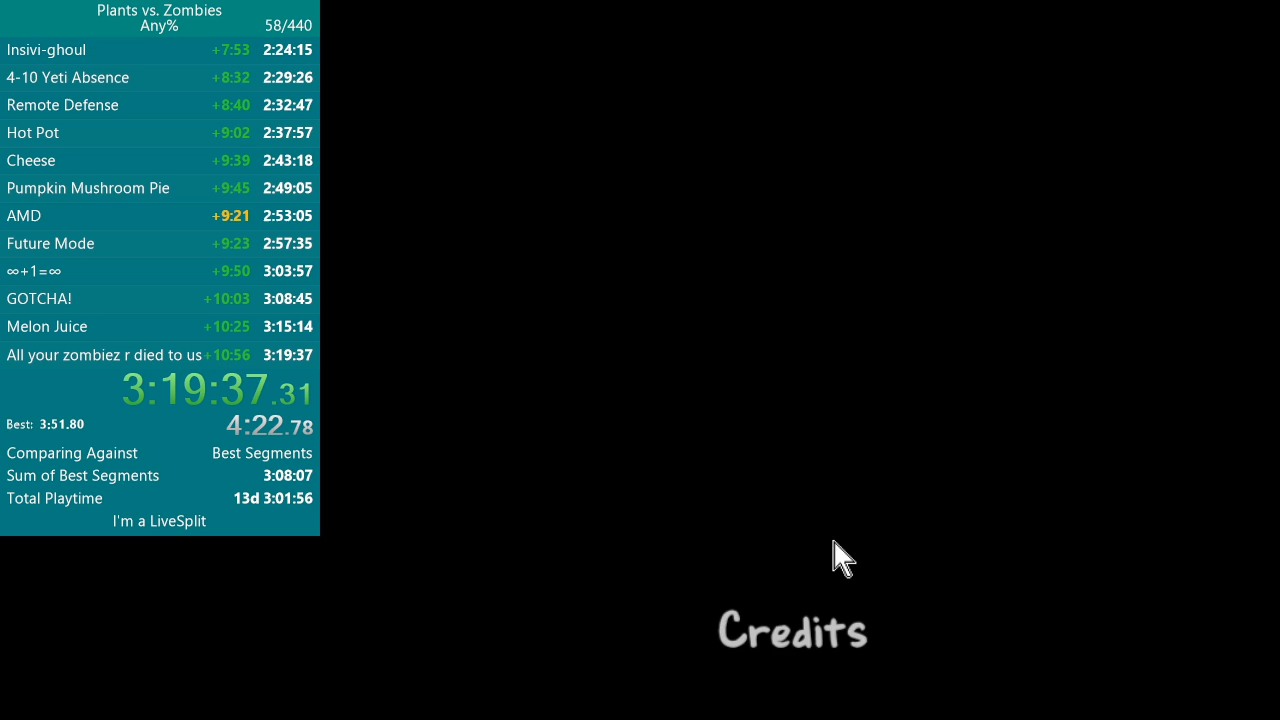 Plants vs. Zombies
Any% 58/440
Insivi-ghoul +7:53 2:24:15
4-10 Yeti Absence +8:32 2:29:26
Remote Defense +8:40 2:32:47
Hot Pot +9:02 2:37:57
Cheese +9:39 2:43:18
Pumpkin Mushroom Pie +9:45 2:49:05
AMD +9:21 2:53:05
Future Mode +9:23 2:57:35
∞+1=∞ +9:50 3:03:57
GOTCHA! +10:03 3:08:45
Melon Juice +10:25 3:15:14
All your zombiez r died to us +10:56 3:19:37
3:19:37.31
Best: 3:51.80 4:22.78
Comparing Against Best Segments
Sum of Best Segments 3:08:07
Total Playtime 13d 3:01:56
I'm a LiveSplit
Credits